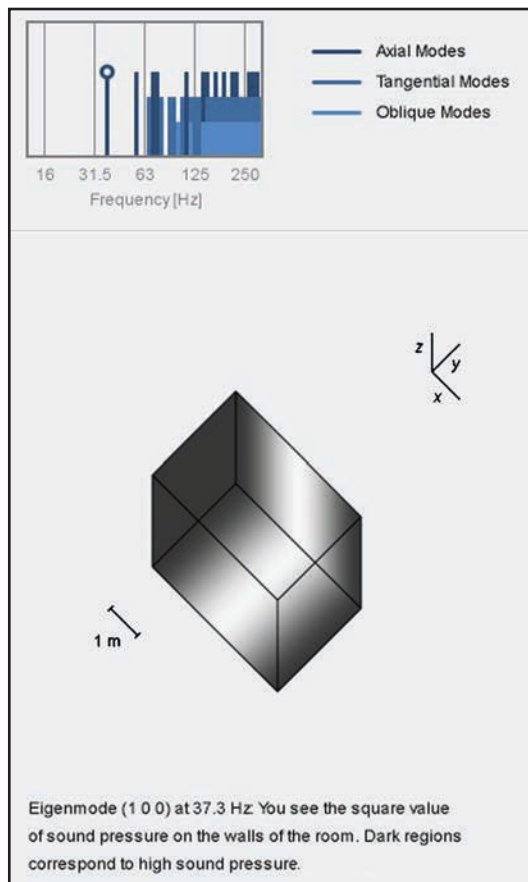 Axial Modes
Tangential Modes
Oblique Modes
16 31.5 63 125 250
Frequency [Hz]
z
y
x
1 m
Eigenmode (1 0 0) at 37.3 Hz. You see the square value
of sound pressure on the walls of the room. Dark regions
correspond to high sound pressure.